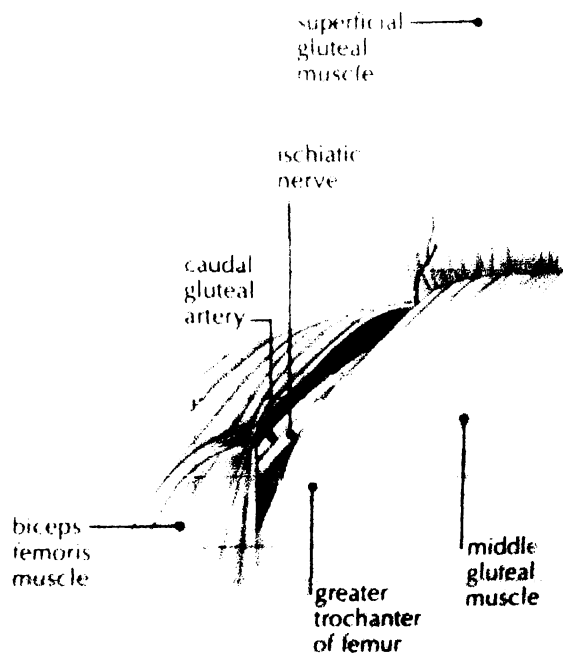 superficial
gluteal
muscle
ischiatic
nerve
caudal
gluteal
artery
biceps
femoris
muscle
greater
trochanter
of femur
middle
gluteal
muscle